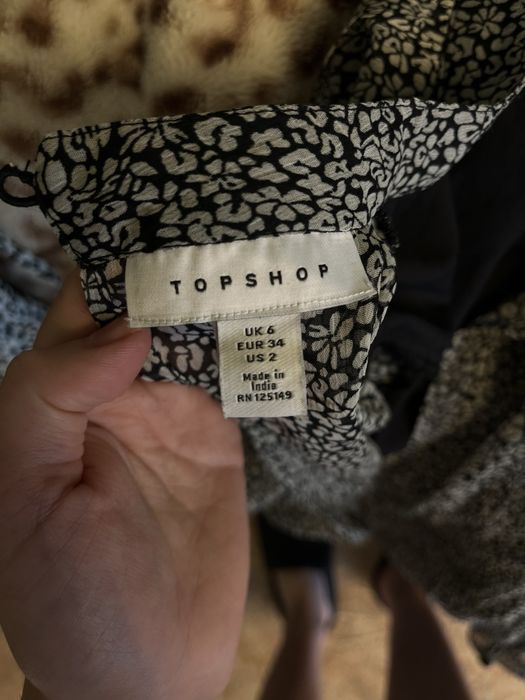 TOPSHOP
UK 6
EUR 34
US 2
Made in
India
RN 125149